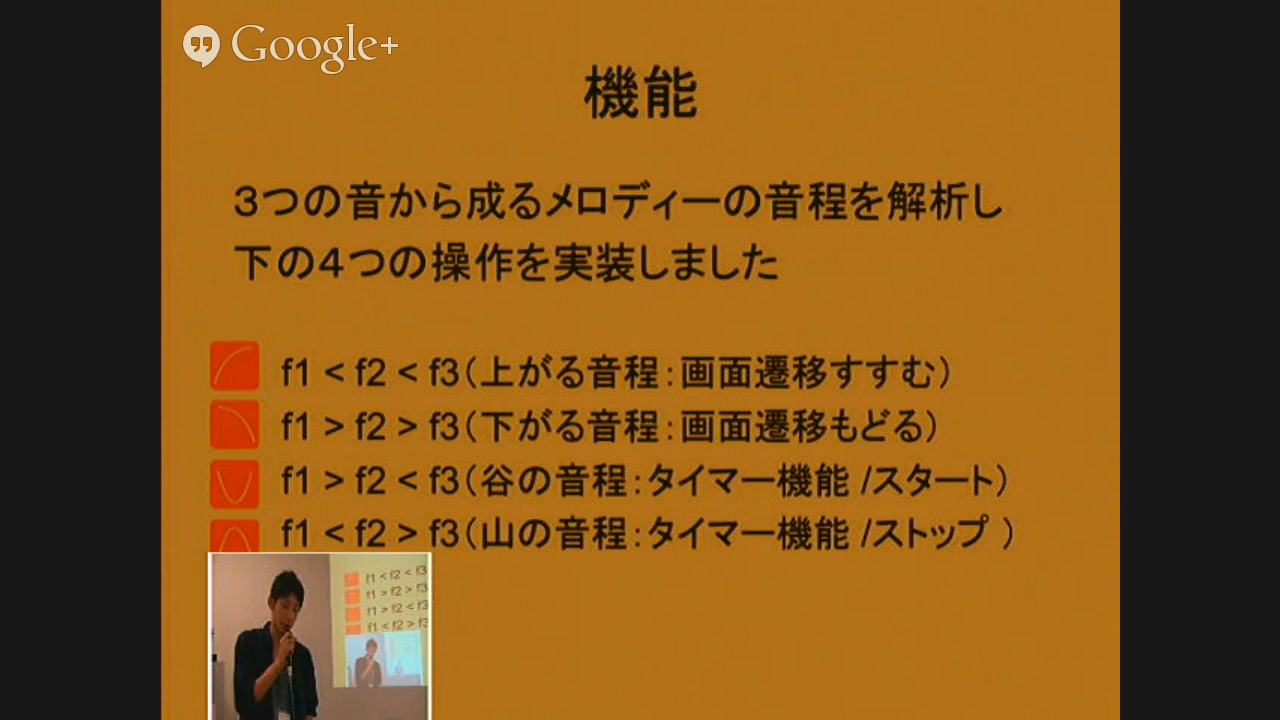 Google+
機能
３つの音から成るメロディーの音程を解析し
下の４つの操作を実装しました
f1 < f2 < f3（上がる音程：画面遷移すすむ）
f1 > f2 > f3（下がる音程：画面遷移もどる）
f1 > f2 < f3（谷の音程：タイマー機能 /スタート）
f1 < f2 > f3（山の音程：タイマー機能 /ストップ ）
f1 < f2 < f3
f1 > f2 > f3
f1 > f2 < f3
f1 < f2 > f3